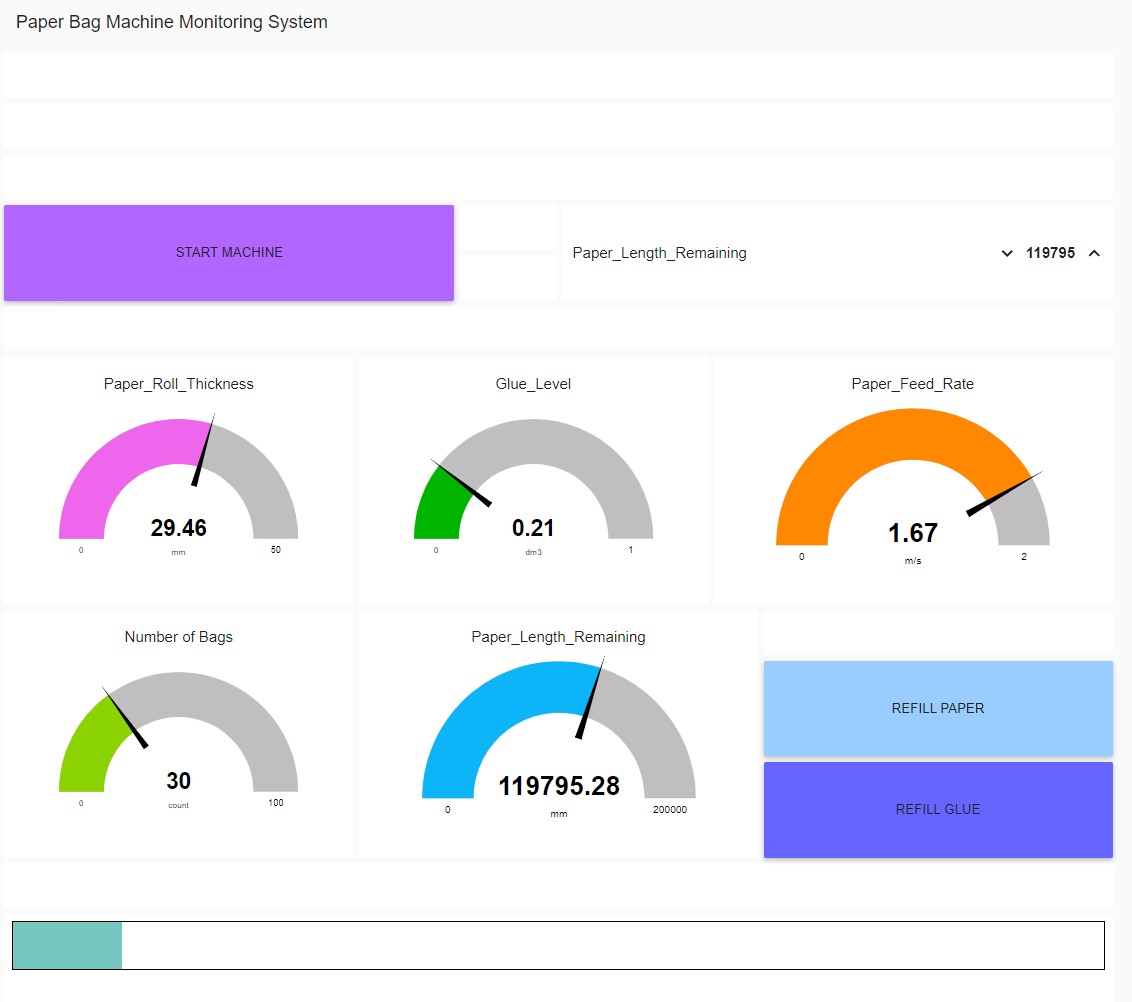 Paper Bag Machine Monitoring System
START MACHINE
Paper_Length_Remaining
119795
Paper_Roll_Thickness
29.46
mm
0
50
Glue_Level
0.21
dm3
0
1
Paper_Feed_Rate
1.67
m/s
0
2
Number of Bags
30
count
0
100
Paper_Length_Remaining
119795.28
mm
0
200000
REFILL PAPER
REFILL GLUE